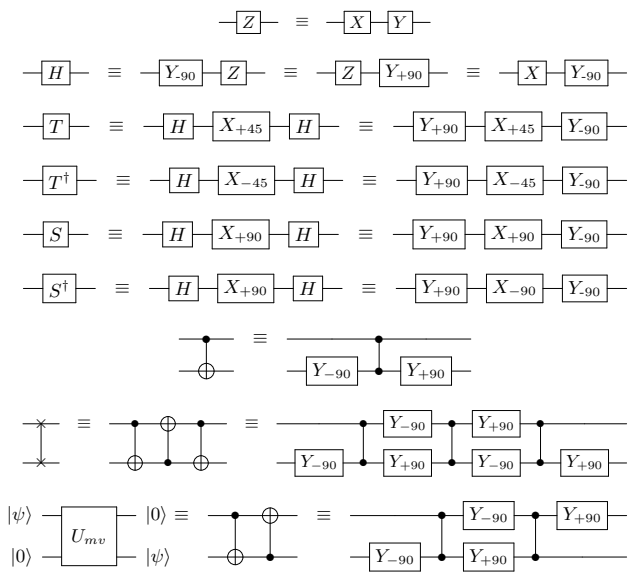 Z ≡ X Y
H ≡ Y-90 Z ≡ Z Y+90 ≡ X Y-90
T ≡ H X+45 H ≡ Y+90 X+45 Y-90
T† ≡ H X−45 H ≡ Y+90 X−45 Y-90
S ≡ H X+90 H ≡ Y+90 X+90 Y-90
S† ≡ H X+90 H ≡ Y+90 X−90 Y-90
≡
Y−90 Y+90
≡ ≡ Y−90 Y+90
Y−90 Y+90 Y−90 Y+90
|ψ⟩ |0⟩ ≡ ≡ Y−90 Y+90
Umv
|0⟩ |ψ⟩ Y−90 Y+90